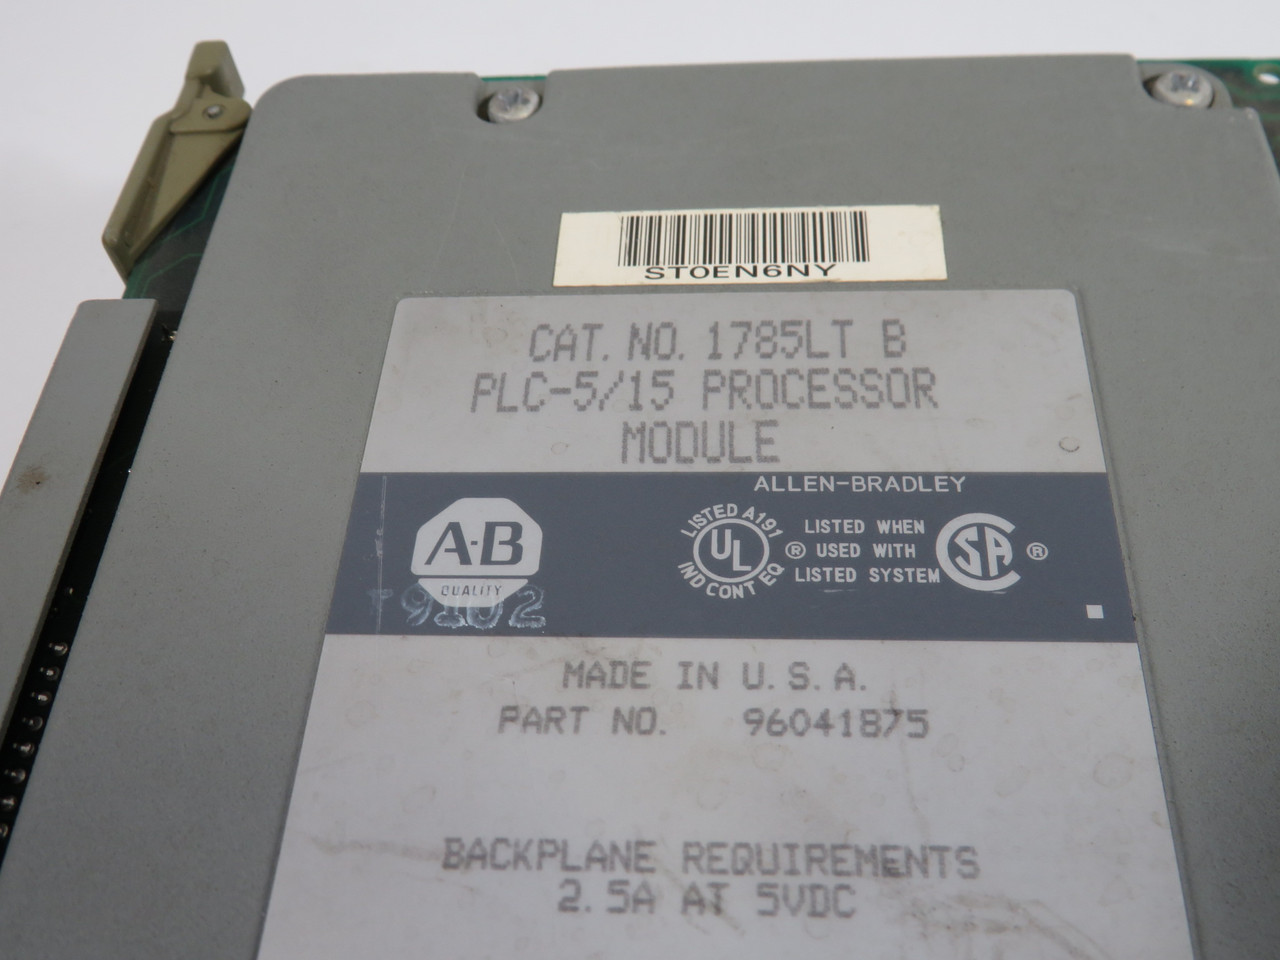 ST0EN6NY
CAT. NO. 1785LT B
PLC-5/15 PROCESSOR
MODULE
ALLEN-BRADLEY
A-B
QUALITY
LISTED A191
UL
IND CONT EQ
®
LISTED WHEN
USED WITH
LISTED SYSTEM
SA
®
9102
MADE IN U.S.A.
PART NO. 96041875
BACKPLANE REQUIREMENTS
2.5A AT 5VDC